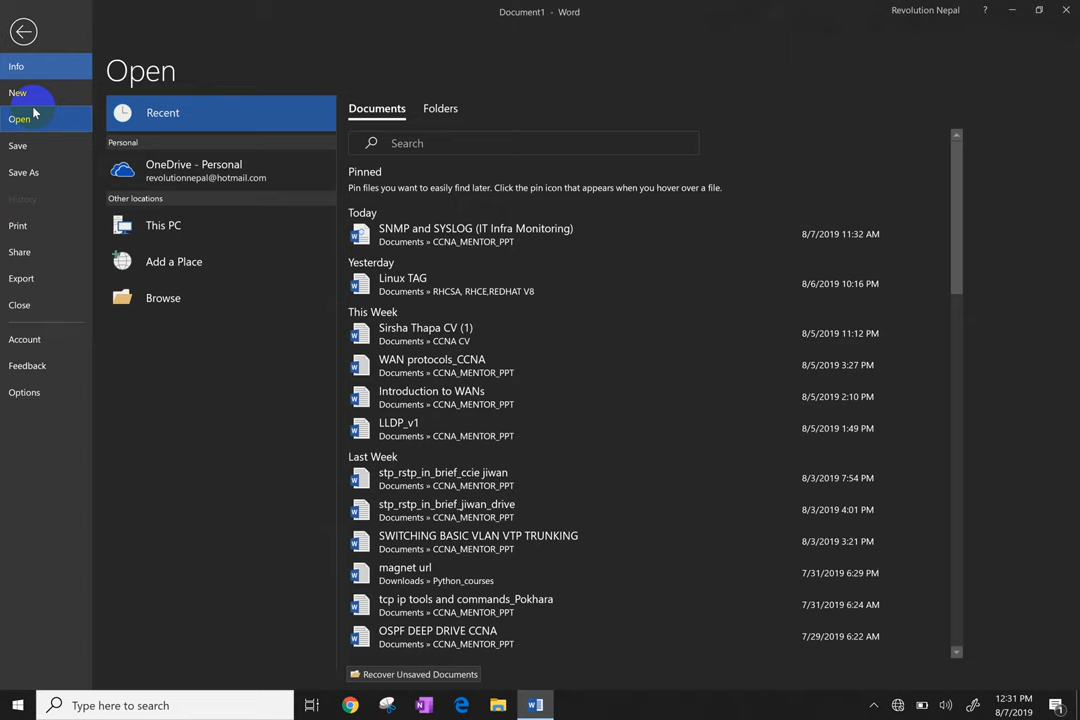 Document1 - Word
Revolution Nepal
?
Info
New
Open
Save
Save As
History
Print
Share
Export
Close
Account
Feedback
Options
Open
Recent
Personal
OneDrive - Personal
revolutionnepal@hotmail.com
Other locations
This PC
Add a Place
Browse
Documents Folders
Search
Pinned
Pin files you want to easily find later. Click the pin icon that appears when you hover over a file.
Today
SNMP and SYSLOG (IT Infra Monitoring)
Documents » CCNA_MENTOR_PPT
8/7/2019 11:32 AM
Yesterday
Linux TAG
Documents » RHCSA, RHCE,REDHAT V8
8/6/2019 10:16 PM
This Week
Sirsha Thapa CV (1)
Documents » CCNA CV
8/5/2019 11:12 PM
WAN protocols_CCNA
Documents » CCNA_MENTOR_PPT
8/5/2019 3:27 PM
Introduction to WANs
Documents » CCNA_MENTOR_PPT
8/5/2019 2:10 PM
LLDP_v1
Documents » CCNA_MENTOR_PPT
8/5/2019 1:49 PM
Last Week
stp_rstp_in_brief_ccie jiwan
Documents » CCNA_MENTOR_PPT
8/3/2019 7:54 PM
stp_rstp_in_brief_jiwan_drive
Documents » CCNA_MENTOR_PPT
8/3/2019 4:01 PM
SWITCHING BASIC VLAN VTP TRUNKING
Documents » CCNA_MENTOR_PPT
8/3/2019 3:21 PM
magnet url
Downloads » Python_courses
7/31/2019 6:29 PM
tcp ip tools and commands_Pokhara
Documents » CCNA_MENTOR_PPT
7/31/2019 6:24 AM
OSPF DEEP DRIVE CCNA
Documents » CCNA_MENTOR_PPT
7/29/2019 6:22 AM
Recover Unsaved Documents
Type here to search
12:31 PM
8/7/2019
1